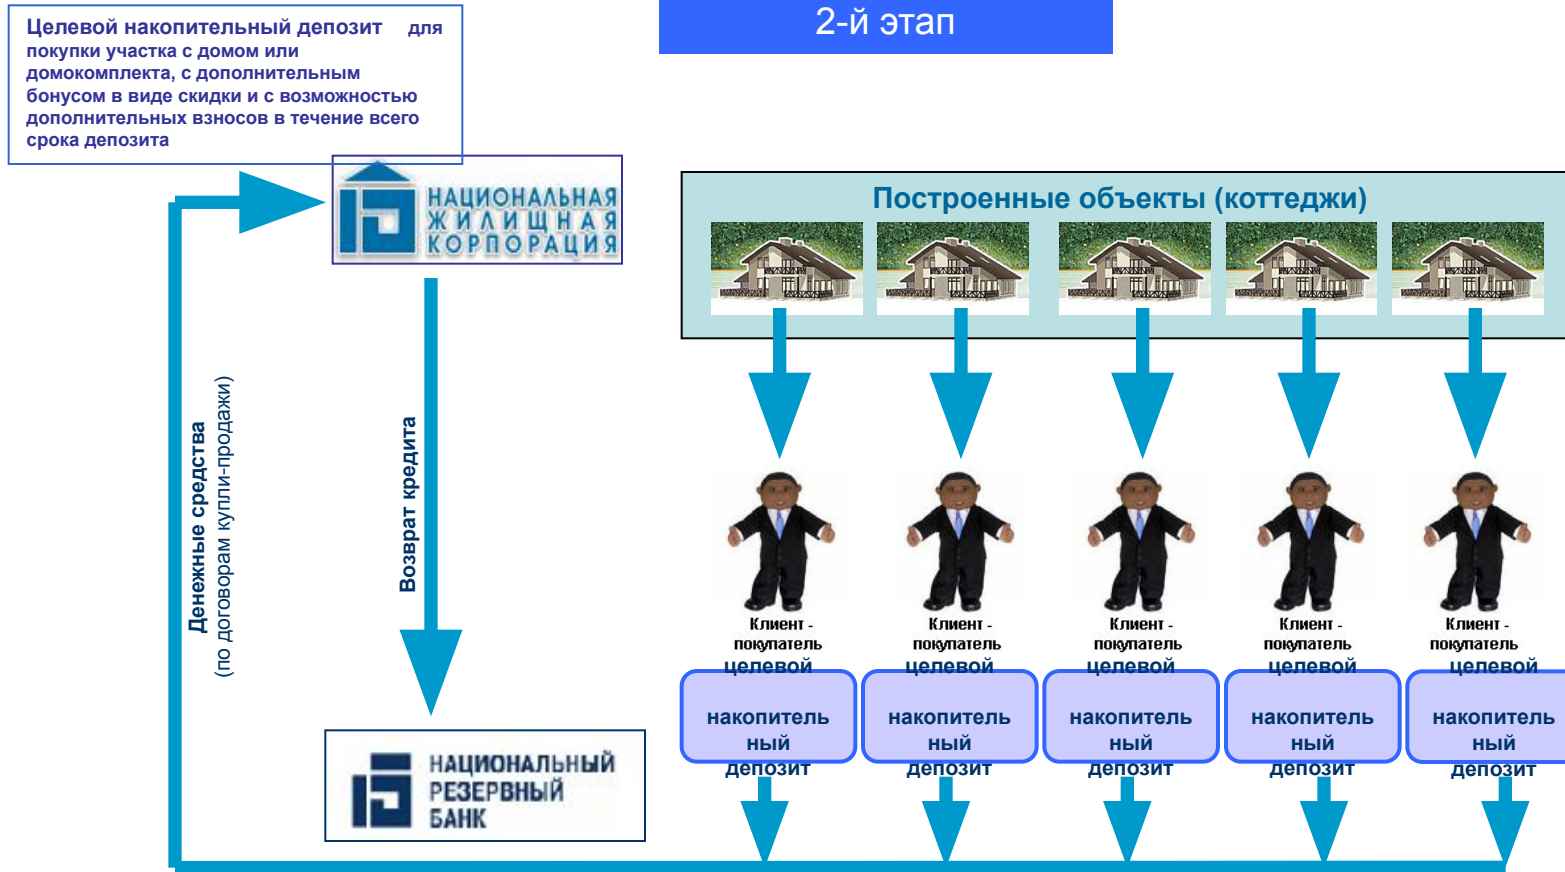 2-й этап
Целевой накопительный депозит для
покупки участка с домом или
домокомплекта, с дополнительным
бонусом в виде скидки и с возможностью
дополнительных взносов в течение всего
срока депозита
НАЦИОНАЛЬНАЯ
ЖИЛИЩНАЯ
КОРПОРАЦИЯ
Построенные объекты (коттеджи)
Денежные средства
(по договорам купли-продажи)
Возврат кредита
НАЦИОНАЛЬНЫЙ
РЕЗЕРВНЫЙ
БАНК
Клиент -
покупатель
целевой
накопитель
ный
депозит
Клиент -
покупатель
целевой
накопитель
ный
депозит
Клиент -
покупатель
целевой
накопитель
ный
депозит
Клиент -
покупатель
целевой
накопитель
ный
депозит
Клиент -
покупатель
целевой
накопитель
ный
депозит